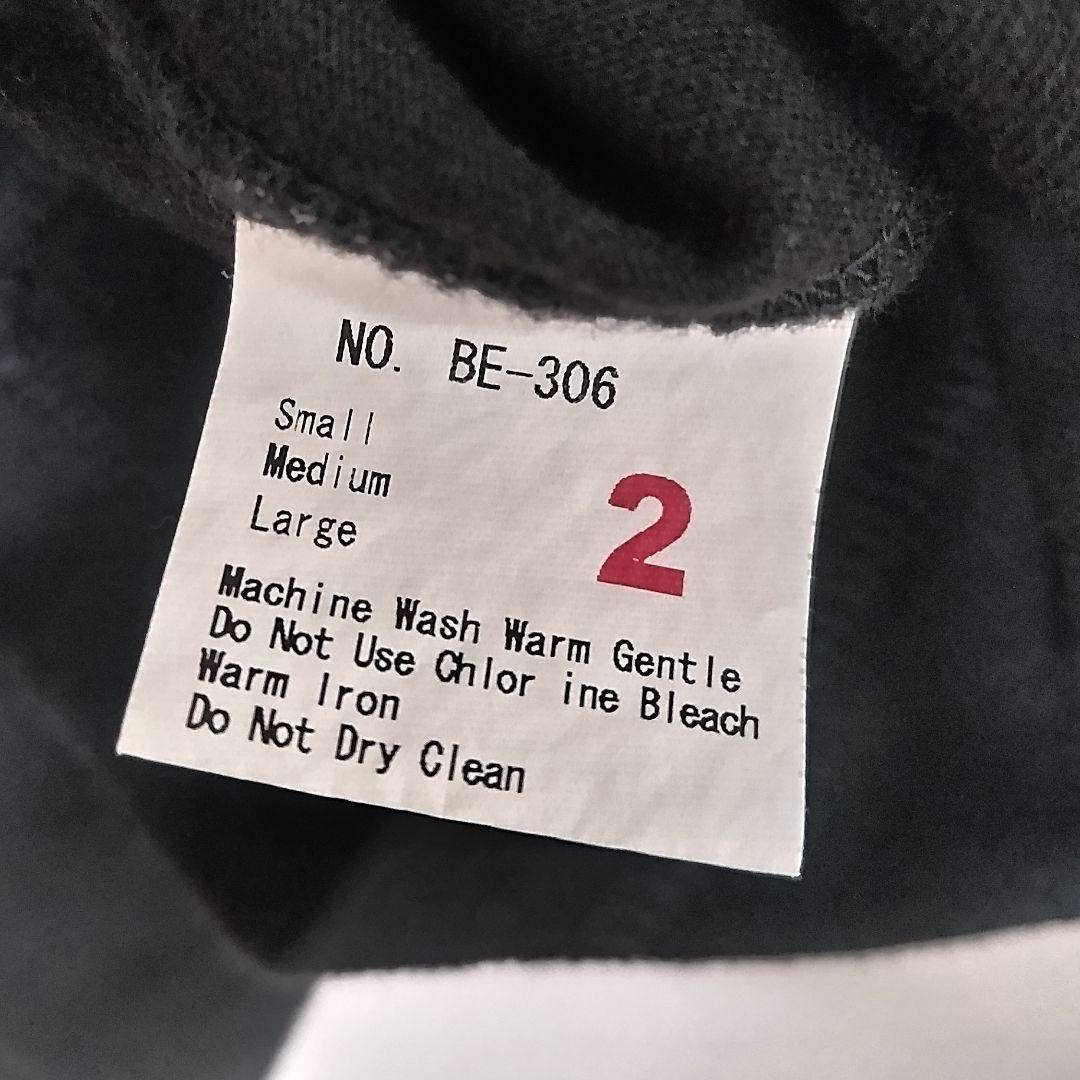 NO. BE-306
Small
Medium
Large
2
Machine Wash Warm Gentle
Do Not Use Chlor ine Bleach
Warm Iron
Do Not Dry Clean